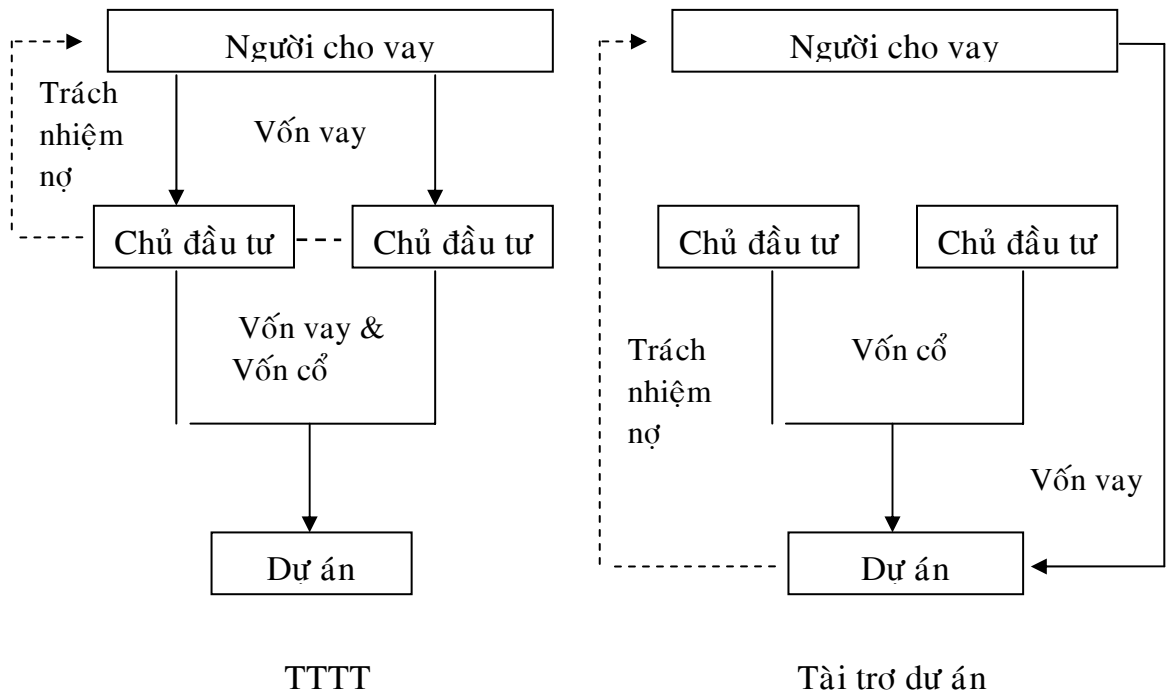 Người cho vay
Trách
nhiệm
nợ
Vốn vay
Chủ đầu tư
Chủ đầu tư
Vốn vay &
Vốn cổ
Dự án
TTTT
Người cho vay
Chủ đầu tư
Chủ đầu tư
Trách
nhiệm
nợ
Vốn cổ
Vốn vay
Dự án
Tài trợ dự án